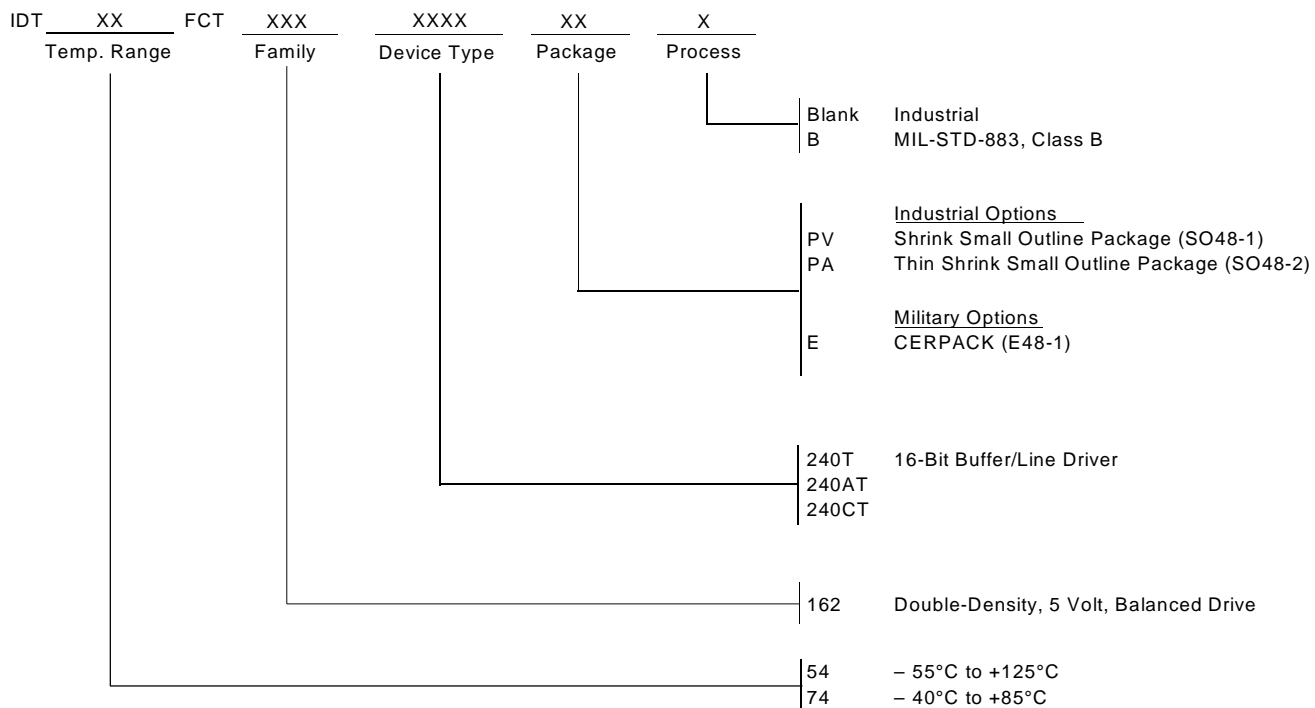 IDT XX FCT XXX XXXX XX X
Temp. Range Family Device Type Package Process
Blank Industrial
B MIL-STD-883, Class B
Industrial Options
PV Shrink Small Outline Package (SO48-1)
PA Thin Shrink Small Outline Package (SO48-2)
Military Options
E CERPACK (E48-1)
240T 16-Bit Buffer/Line Driver
240AT
240CT
162 Double-Density, 5 Volt, Balanced Drive
54 – 55°C to +125°C
74 – 40°C to +85°C